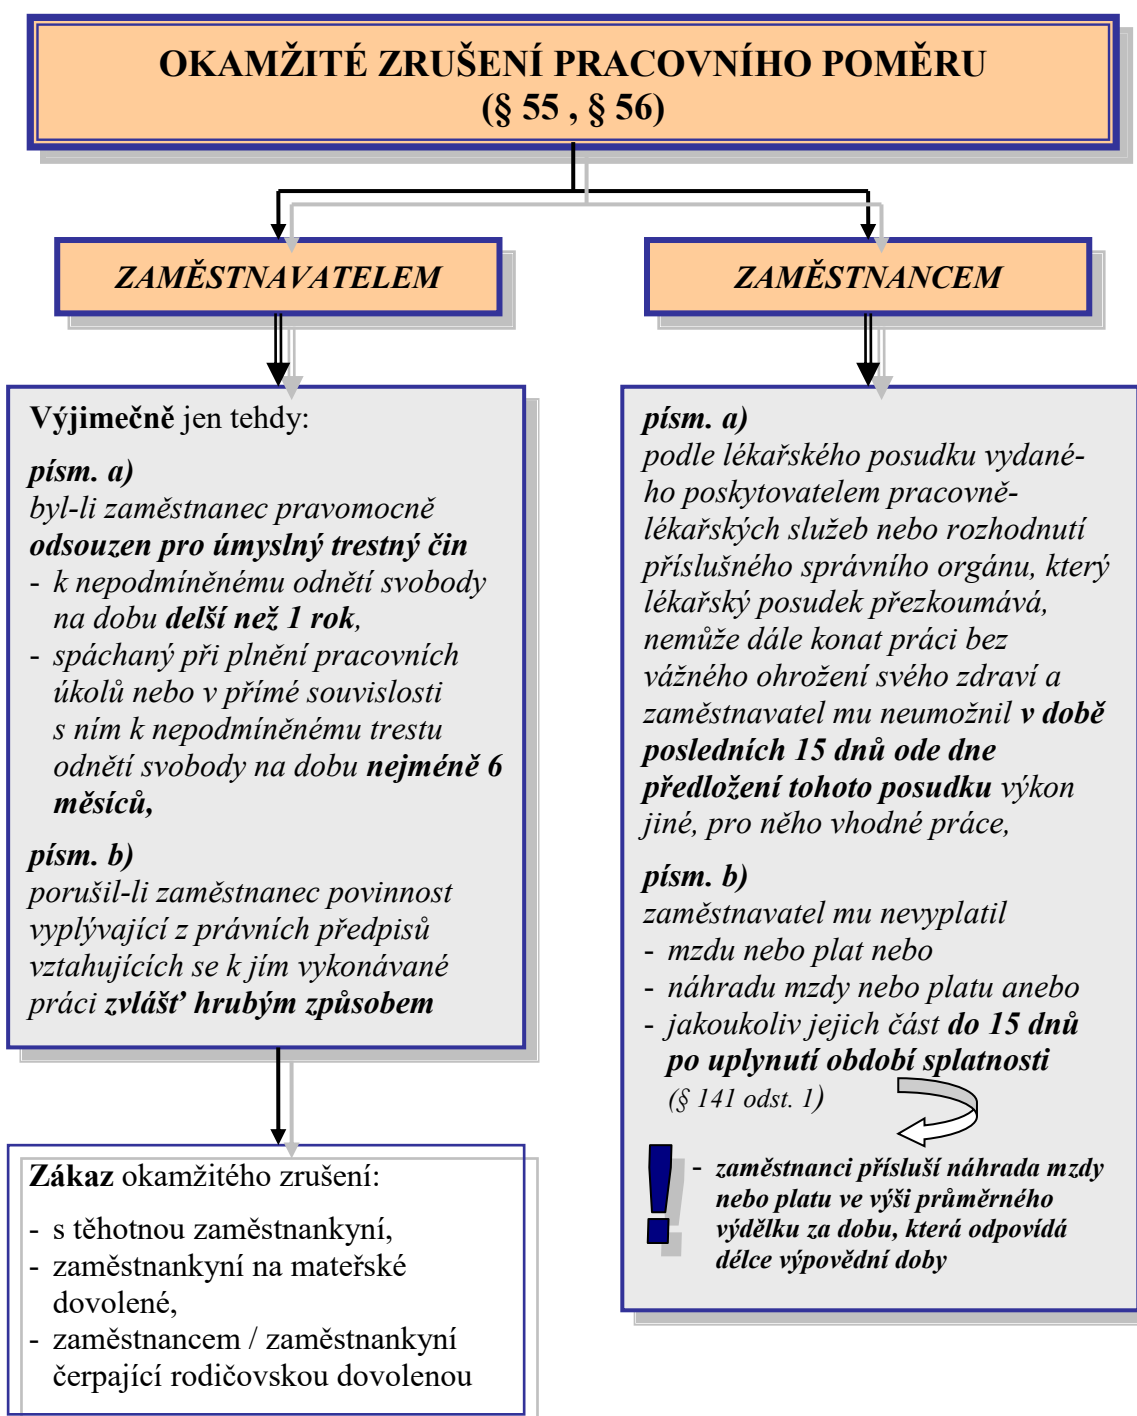 OKAMŽITÉ ZRUŠENÍ PRACOVNÍHO POMĚRU
(§ 55 , § 56)
ZAMĚSTNAVATELEM
Výjimečně jen tehdy:
písm. a)
byl-li zaměstnanec pravomocně
odsouzen pro úmyslný trestný čin
- k nepodmíněnému odnětí svobody
na dobu delší než 1 rok,
- spáchaný při plnění pracovních
úkolů nebo v přímé souvislosti
s ním k nepodmíněnému trestu
odnětí svobody na dobu nejméně 6
měsíců,
písm. b)
porušil-li zaměstnanec povinnost
vyplývající z právních předpisů
vztahujících se k jím vykonávané
práci zvlášť hrubým způsobem
Zákaz okamžitého zrušení:
- s těhotnou zaměstnankyní,
- zaměstnankyní na mateřské
dovolené,
- zaměstnancem / zaměstnankyní
čerpající rodičovskou dovolenou
ZAMĚSTNANCEM
písm. a)
podle lékařského posudku vydané-
ho poskytovatelem pracovně-
lékařských služeb nebo rozhodnutí
příslušného správního orgánu, který
lékařský posudek přezkoumává,
nemůže dále konat práci bez
vážného ohrožení svého zdraví a
zaměstnavatel mu neumožnil v době
posledních 15 dnů ode dne
předložení tohoto posudku výkon
jiné, pro něho vhodné práce,
písm. b)
zaměstnavatel mu nevyplatil
- mzdu nebo plat nebo
- náhradu mzdy nebo platu anebo
- jakoukoliv jejich část do 15 dnů
po uplynutí období splatnosti
(§ 141 odst. 1)
! - zaměstnanci přísluší náhrada mzdy
nebo platu ve výši průměrného
výdělku za dobu, která odpovídá
délce výpovědní doby